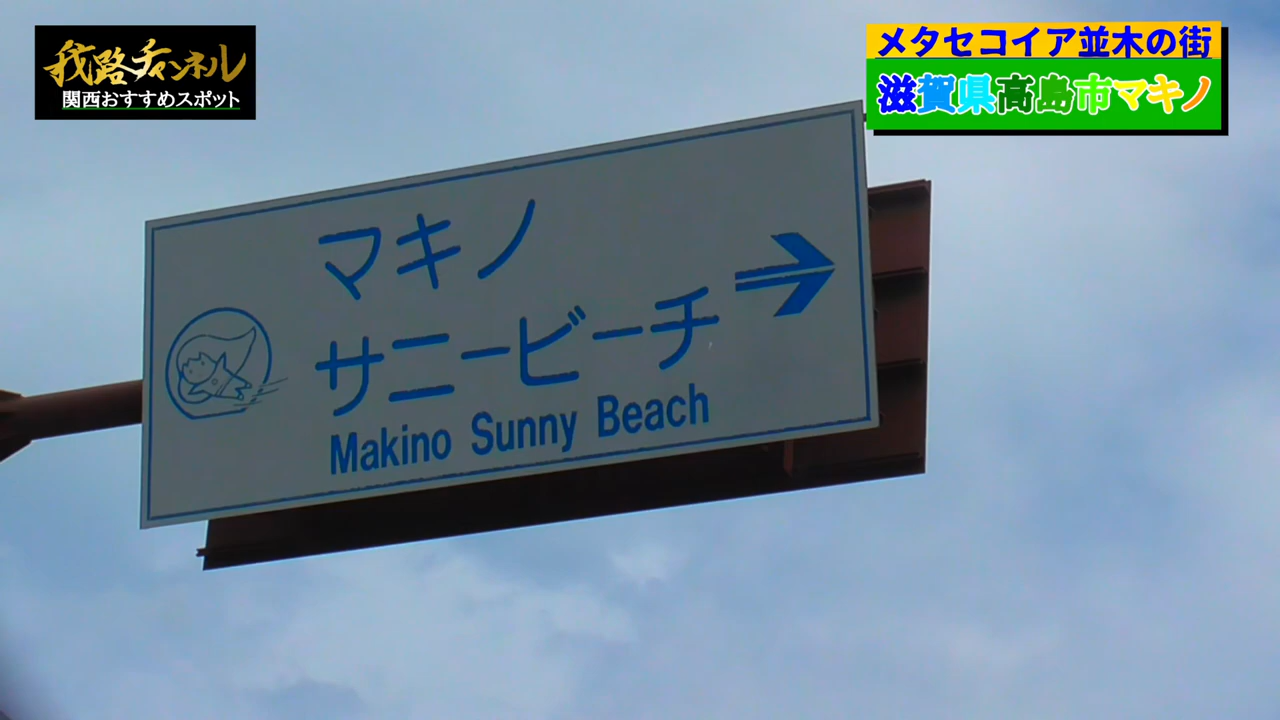 我路チャンネル
関西おすすめスポット
メタセコイア並木の街
滋賀県高島市マキノ
マキノ
サニービーチ
Makino Sunny Beach